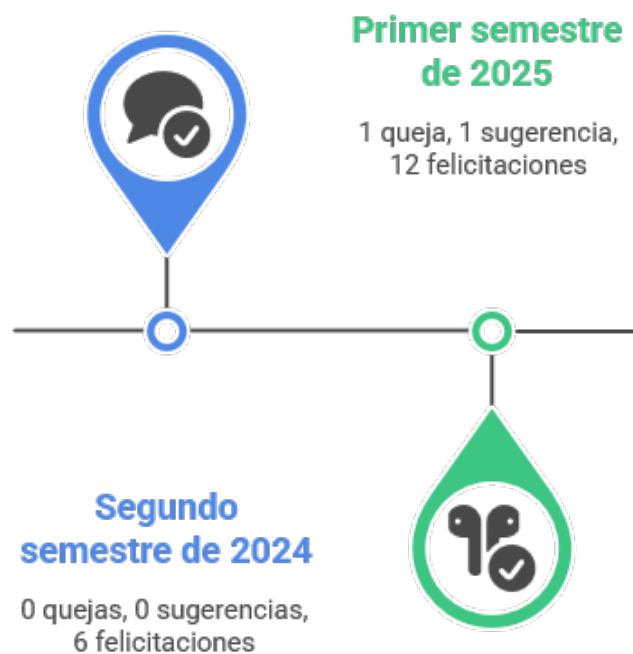 Primer semestre
de 2025
1 queja, 1 sugerencia,
12 felicitaciones
Segundo
semestre de 2024
0 quejas, 0 sugerencias,
6 felicitaciones